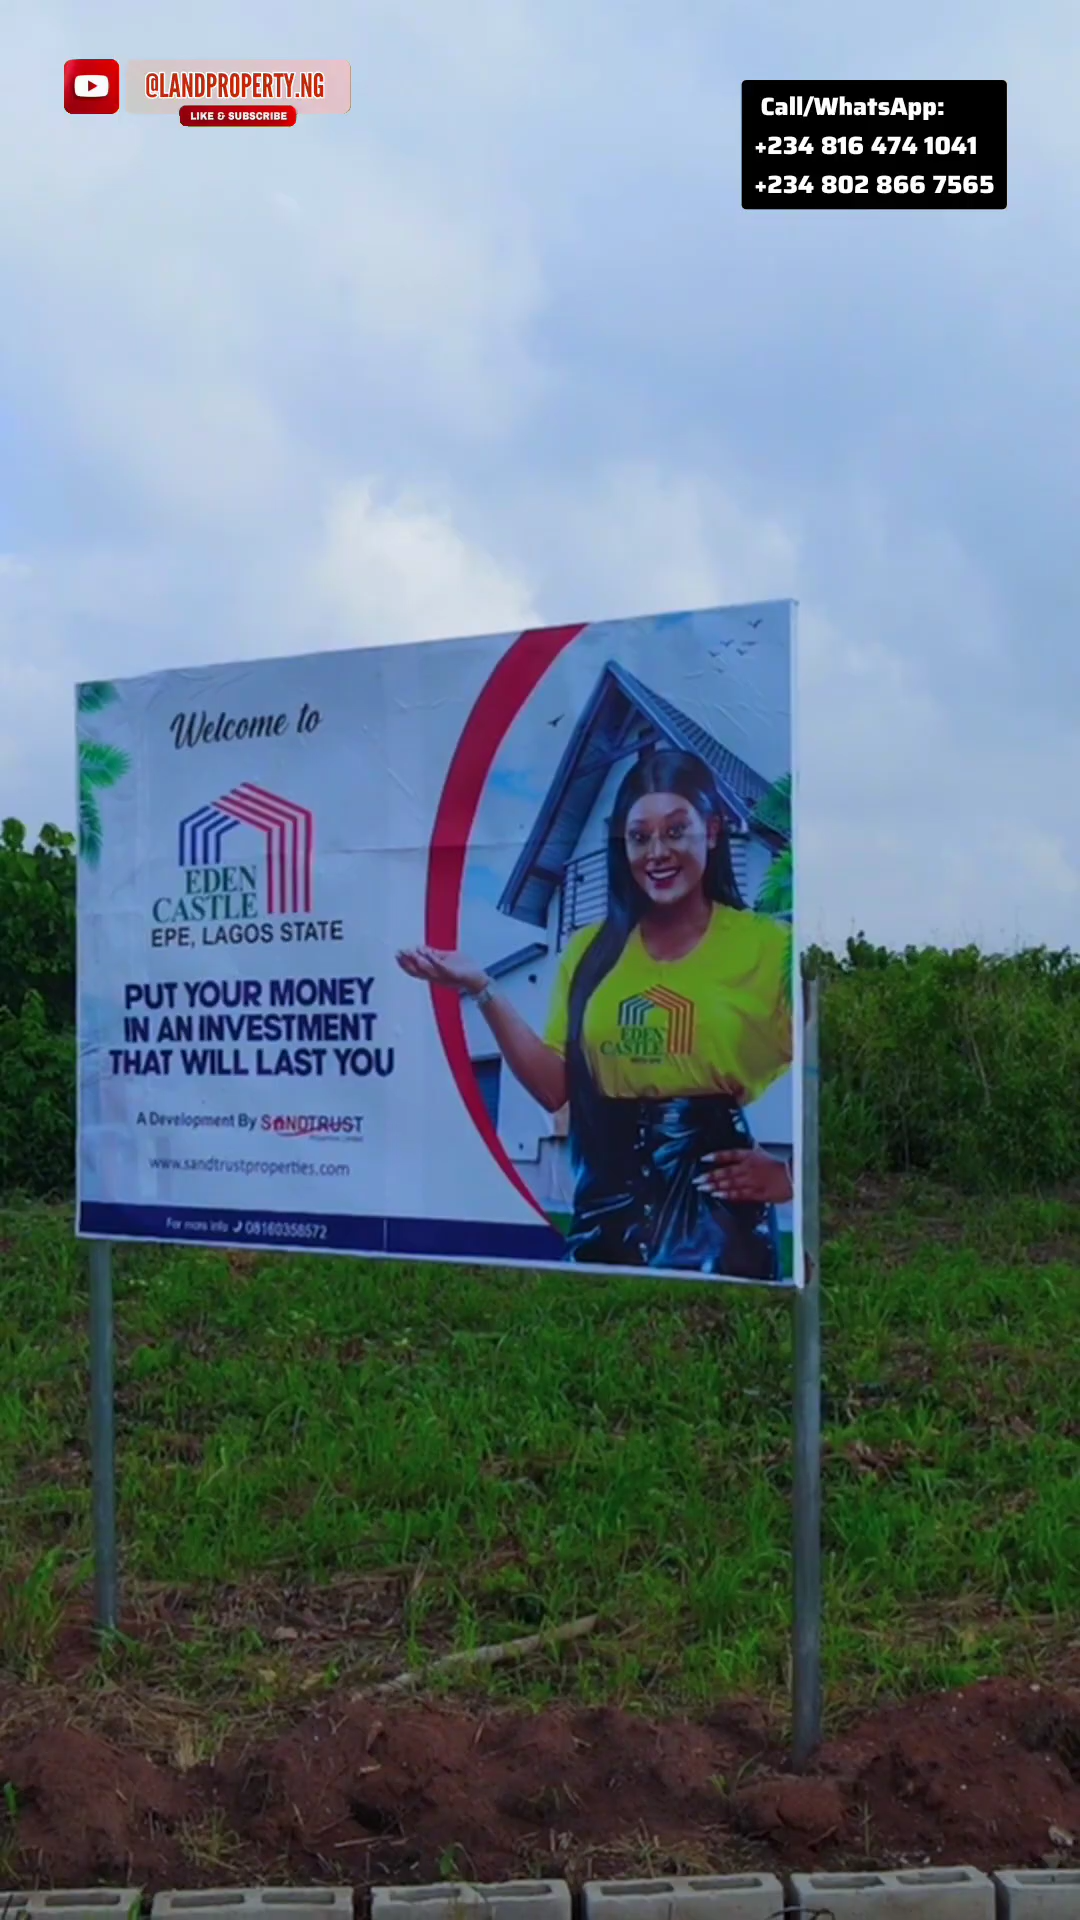 @LANDPROPERTY.NG
LIKE & SUBSCRIBE
Call/WhatsApp:
+234 816 474 1041
+234 802 866 7565
Welcome to
EDEN
CASTLE
EPE, LAGOS STATE
PUT YOUR MONEY
IN AN INVESTMENT
THAT WILL LAST YOU
A Development By SANDTRUST
www.sandtrustproperties.com
For more info 08160358572
EDEN
CASTLE